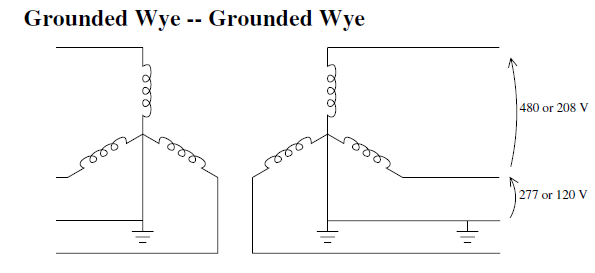 Grounded Wye -- Grounded Wye
480 or 208 V
277 or 120 V